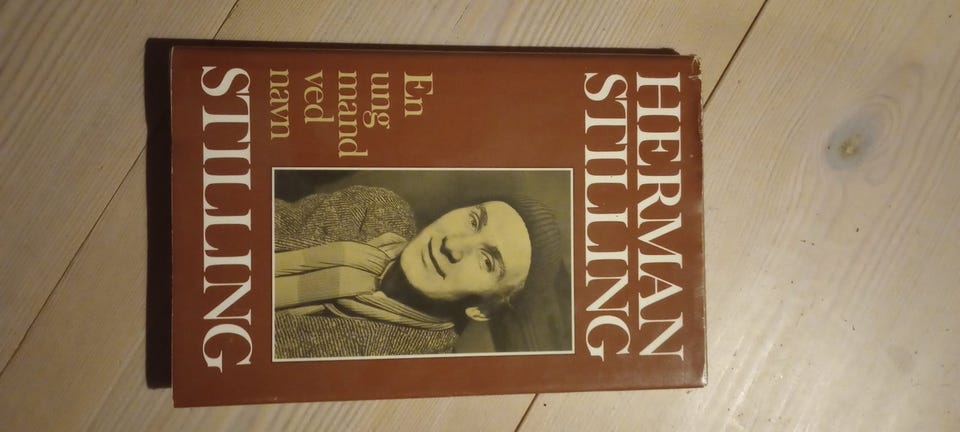 HERMAN
STILLING
En
ung
mand
ved
navn
STILLING